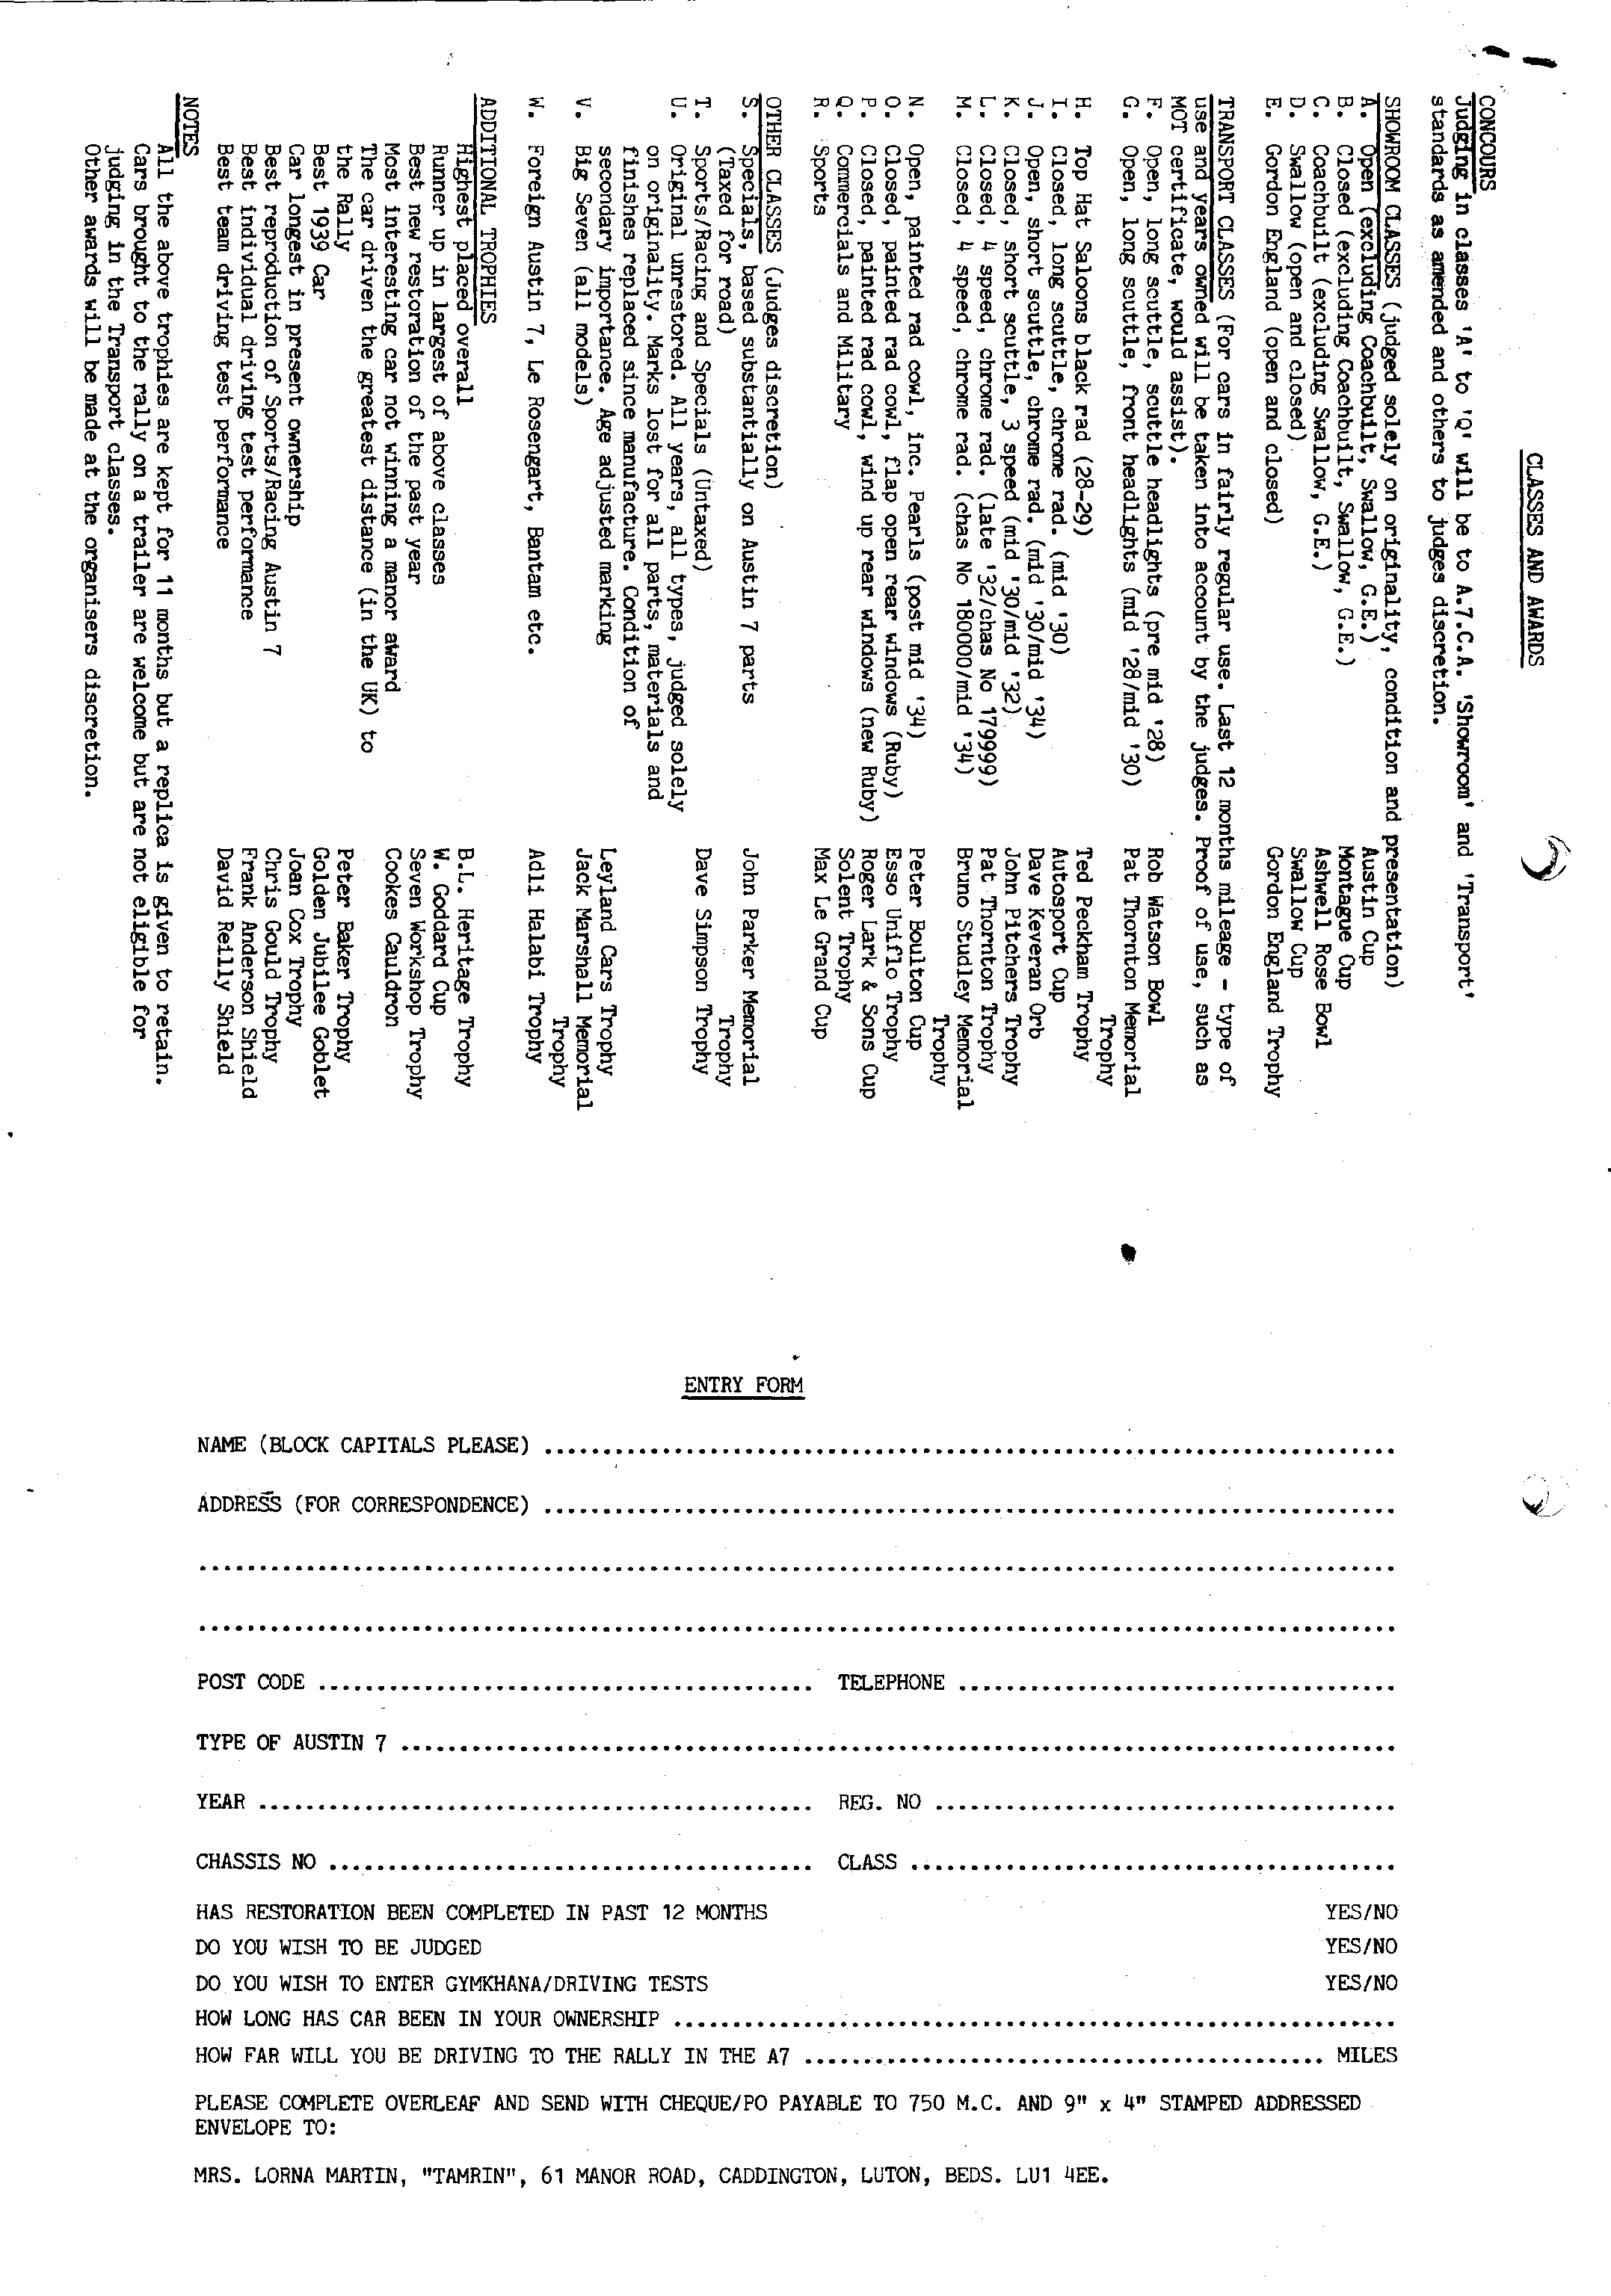 CLASSES AND AWARDS
CONCOURS
Judging in classes 'A' to 'Q' will be to A.7.C.A. 'Showroom' and 'Transport'
standards as amended and others to judges discretion.
SHOWROOM CLASSES (judged solely on originality, condition and presentation)
A. Open (excluding Coachbuilt, Swallow, G.E.) Austin Cup
B. Closed (excluding Coachbuilt, Swallow, G.E.) Montague Cup
C. Coachbuilt (excluding Swallow, G.E.) Ashwell Rose Bowl
D. Swallow (open and closed) Swallow Cup
E. Gordon England (open and closed) Gordon England Trophy
TRANSPORT CLASSES (For cars in fairly regular use. Last 12 months mileage - type of
use and years owned will be taken into account by the judges. Proof of use, such as
MOT certificate, would assist).
F. Open, long scuttle, scuttle headlights (pre mid '28) Rob Watson Bowl
G. Open, long scuttle, front headlights (mid '28/mid '30) Pat Thornton Memorial
Trophy
H. Top Hat Saloons black rad (28-29) Ted Peckham Trophy
I. Closed, long scuttle, chrome rad. (mid '30) Autosport Cup
J. Open, short scuttle, chrome rad. (mid '30/mid '34) Dave Keveran Orb
K. Closed, short scuttle, 3 speed (mid '30/mid '32) John Pitchers Trophy
L. Closed, 4 speed, chrome rad. (late '32/chas No 179999) Pat Thornton Trophy
M. Closed, 4 speed, chrome rad. (chas No 180000/mid '34) Bruno Studley Memorial
Trophy
N. Open, painted rad cowl, inc. Pearls (post mid '34) Peter Boulton Cup
O. Closed, painted rad cowl, flap open rear windows (Ruby) Esso Uniflo Trophy
P. Closed, painted rad cowl, wind up rear windows (new Ruby) Roger Lark & Sons Cup
Q. Commercials and Military Solent Trophy
R. Sports Max Le Grand Cup
OTHER CLASSES (Judges discretion)
S. Specials, based substantially on Austin 7 parts John Parker Memorial
(Taxed for road) Trophy
T. Sports/Racing and Specials (Untaxed) Dave Simpson Trophy
U. Original unrestored. All years, all types, judged solely
on originality. Marks lost for all parts, materials and
finishes replaced since manufacture. Condition of
secondary importance. Age adjusted marking Leyland Cars Trophy
V. Big Seven (all models) Jack Marshall Memorial
Trophy
W. Foreign Austin 7, Le Rosengart, Bantam etc. Adli Halabi Trophy
ADDITIONAL TROPHIES
Highest placed overall B.L. Heritage Trophy
Runner up in largest of above classes W. Goddard Cup
Best new restoration of the past year Seven Workshop Trophy
Most interesting car not winning a manor award Cookes Cauldron
The car driven the greatest distance (in the UK) to
the Rally Peter Baker Trophy
Best 1939 Car Golden Jubilee Goblet
Car longest in present ownership Joan Cox Trophy
Best reproduction of Sports/Racing Austin 7 Chris Gould Trophy
Best individual driving test performance Frank Anderson Shield
Best team driving test performance David Reilly Shield
NOTES
All the above trophies are kept for 11 months but a replica is given to retain.
Cars brought to the rally on a trailer are welcome but are not eligible for
judging in the Transport classes.
Other awards will be made at the organisers discretion.
ENTRY FORM
NAME (BLOCK CAPITALS PLEASE) ........................................
ADDRESS (FOR CORRESPONDENCE) ........................................
........................................
........................................
POST CODE .................... TELEPHONE ....................
TYPE OF AUSTIN 7 ........................................
YEAR .................... REG. NO ....................
CHASSIS NO .................... CLASS ....................
HAS RESTORATION BEEN COMPLETED IN PAST 12 MONTHS YES/NO
DO YOU WISH TO BE JUDGED YES/NO
DO YOU WISH TO ENTER GYMKHANA/DRIVING TESTS YES/NO
HOW LONG HAS CAR BEEN IN YOUR OWNERSHIP ........................................
HOW FAR WILL YOU BE DRIVING TO THE RALLY IN THE A7 .............................. MILES
PLEASE COMPLETE OVERLEAF AND SEND WITH CHEQUE/PO PAYABLE TO 750 M.C. AND 9" x 4" STAMPED ADDRESSED
ENVELOPE TO:
MRS. LORNA MARTIN, "TAMRIN", 61 MANOR ROAD, CADDINGTON, LUTON, BEDS. LU1 4EE.